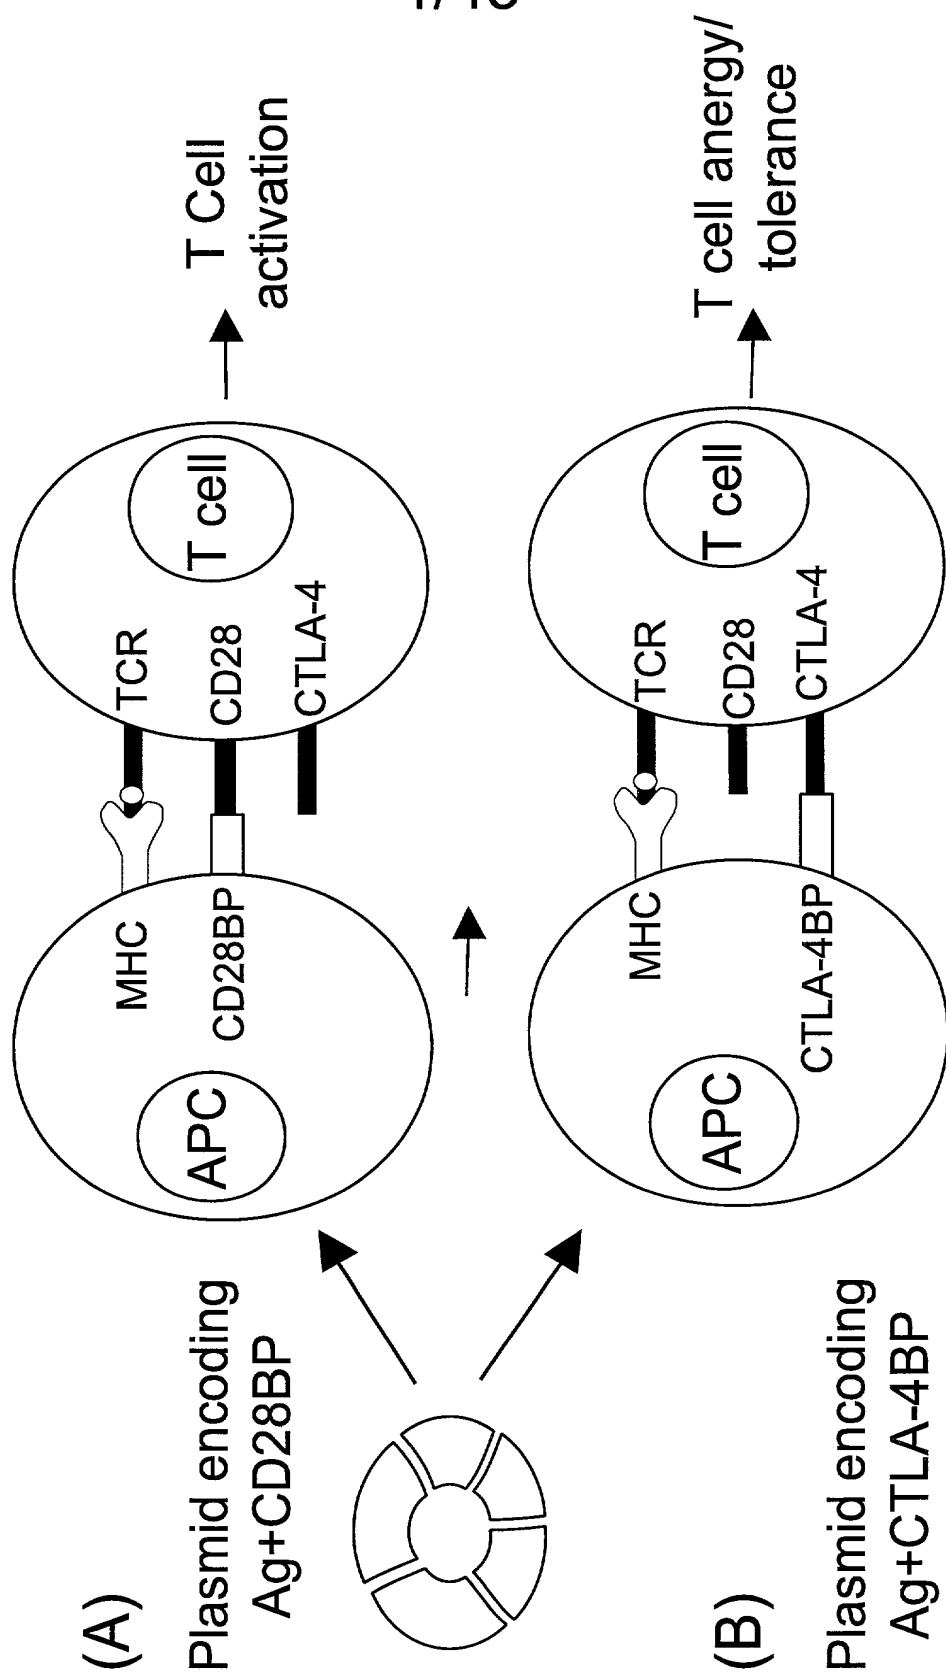 (A)
Plasmid encoding
Ag+CD28BP
APC
MHC
CD28BP
TCR
CD28
CTLA-4
T cell
T Cell
activation
(B)
Plasmid encoding
Ag+CTLA-4BP
APC
MHC
CTLA-4BP
TCR
CD28
CTLA-4
T cell
T cell anergy/
tolerance